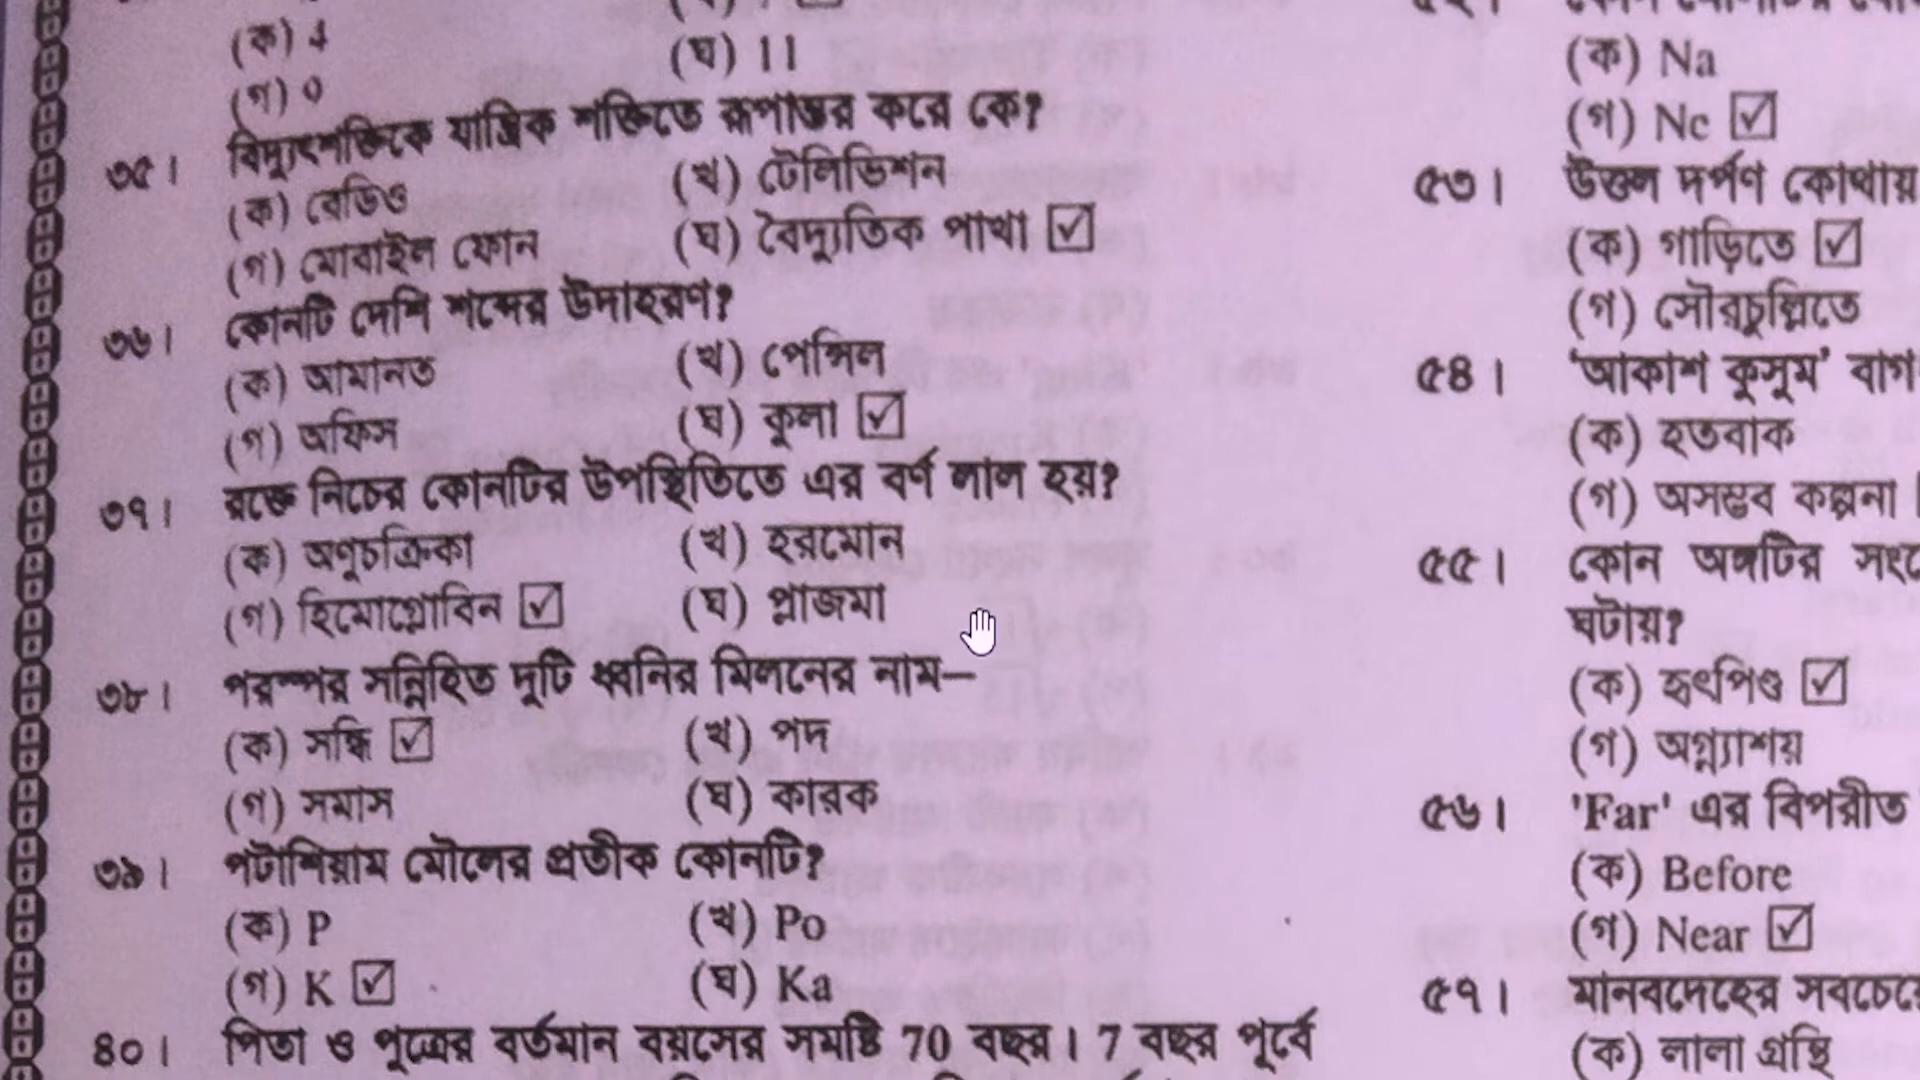 (ক) 4
(ঘ) 11
(গ) 9
৩৫। বিদ্যুৎশক্তিকে যান্ত্রিক শক্তিতে রূপান্তর করে কে?
(ক) রেডিও (খ) টেলিভিশন
(গ) মোবাইল ফোন (ঘ) বৈদ্যুতিক পাখা ☑
৩৬। কোনটি দেশি শব্দের উদাহরণ?
(ক) আমানত (খ) পেন্সিল
(গ) অফিস (ঘ) কুলা ☑
৩৭। রক্তে নিচের কোনটির উপস্থিতিতে এর বর্ণ লাল হয়?
(ক) অণুচক্রিকা (খ) হরমোন
(গ) হিমোগ্লোবিন ☑ (ঘ) প্লাজমা
৩৮। পরস্পর সন্নিহিত দুটি ধ্বনির মিলনের নাম—
(ক) সন্ধি ☑ (খ) পদ
(গ) সমাস (ঘ) কারক
৩৯। পটাশিয়াম মৌলের প্রতীক কোনটি?
(ক) P (খ) Po
(গ) K ☑ (ঘ) Ka
৪০। পিতা ও পুত্রের বর্তমান বয়সের সমষ্টি 70 বছর। 7 বছর পূর্বে
৫২।
(ক) Na
(গ) Ne ☑
৫৩। উত্তল দর্পণ কোথায়
(ক) গাড়িতে ☑
(গ) সৌরচুল্লিতে
৫৪। 'আকাশ কুসুম' বাগ
(ক) হতবাক
(গ) অসম্ভব কল্পনা
৫৫। কোন অঙ্গটির
ঘটায়?
(ক) হৃৎপিণ্ড ☑
(গ) অগ্ন্যাশয়
৫৬। 'Far' এর বিপরীত
(ক) Before
(গ) Near ☑
৫৭। মানবদেহের
(ক) লালা গ্রন্থি